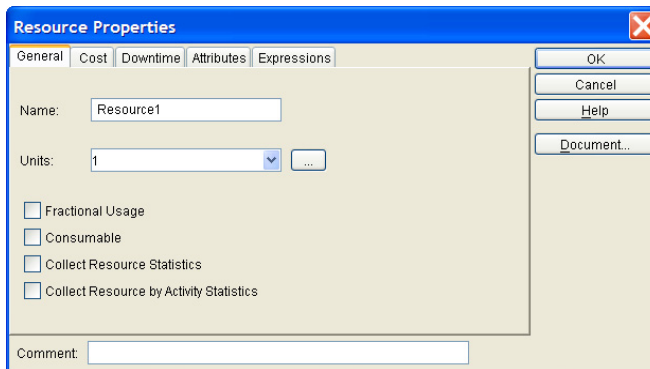 Resource Properties
General Cost Downtime Attributes Expressions
OK
Cancel
Help
Document...
Name: Resource1
Units: 1 ...
Fractional Usage
Consumable
Collect Resource Statistics
Collect Resource by Activity Statistics
Comment: